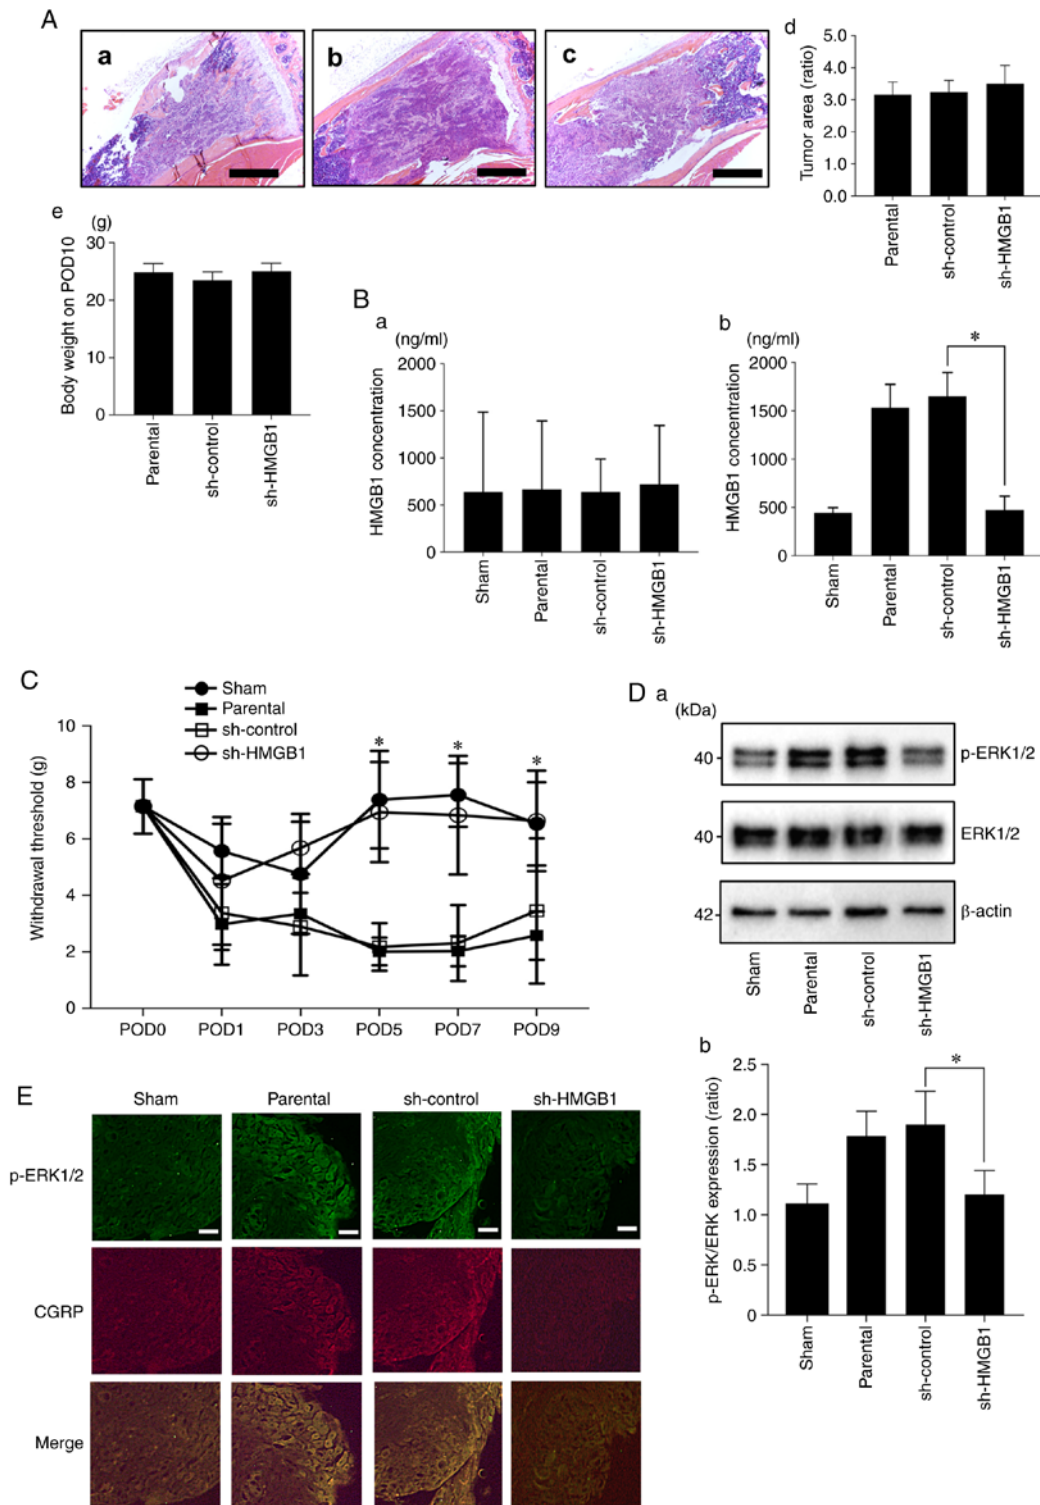 A
a
b
c
d
Tumor area (ratio)
5.0
4.0
3.0
2.0
1.0
0.0
Parental
sh-control
sh-HMGB1
e
(g)
Body weight on POD10
30
20
10
0
Parental
sh-control
sh-HMGB1
B
a
(ng/ml)
HMGB1 concentration
2000
1500
1000
500
0
Sham
Parental
sh-control
sh-HMGB1
b
(ng/ml)
HMGB1 concentration
2000
1500
1000
500
0
*
Sham
Parental
sh-control
sh-HMGB1
C
Sham
Parental
sh-control
sh-HMGB1
Withdrawal threshold (g)
10
8
6
4
2
0
* * *
POD0 POD1 POD3 POD5 POD7 POD9
D
a
(kDa)
40 p-ERK1/2
40 ERK1/2
42 β-actin
Sham
Parental
sh-control
sh-HMGB1
b
p-ERK/ERK expression (ratio)
2.5
2.0
1.5
1.0
0.5
0
*
Sham
Parental
sh-control
sh-HMGB1
E
Sham Parental sh-control sh-HMGB1
p-ERK1/2
CGRP
Merge